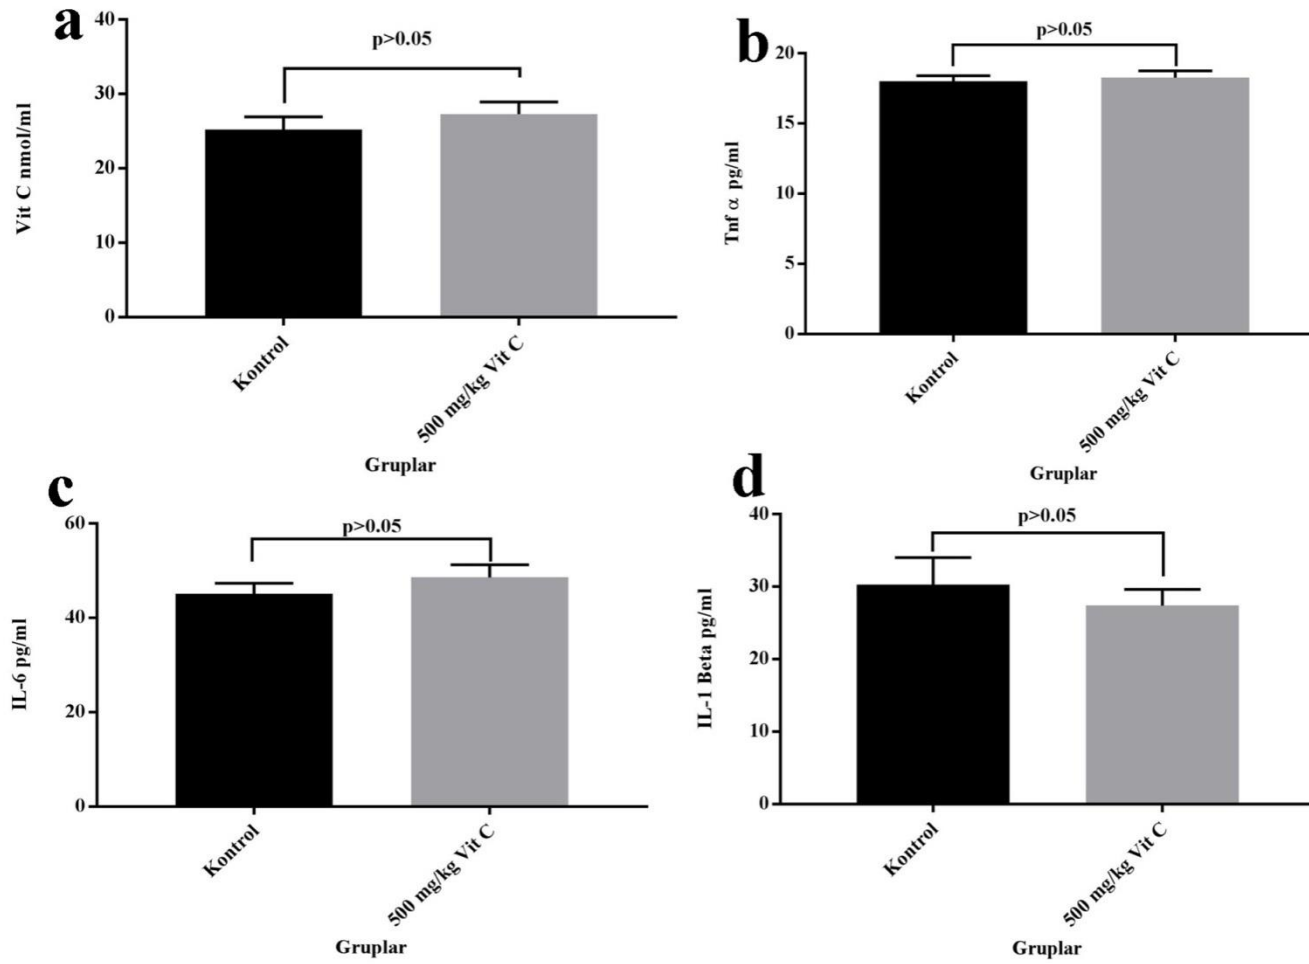 a
p>0.05
Vit C nmol/ml
40
30
20
10
0
Kontrol
500 mg/kg Vit C
Gruplar
b
p>0.05
Tnf α pg/ml
20
15
10
5
0
Kontrol
500 mg/kg Vit C
Gruplar
c
p>0.05
IL-6 pg/ml
60
40
20
0
Kontrol
500 mg/kg Vit C
Gruplar
d
p>0.05
IL-1 Beta pg/ml
40
30
20
10
0
Kontrol
500 mg/kg Vit C
Gruplar